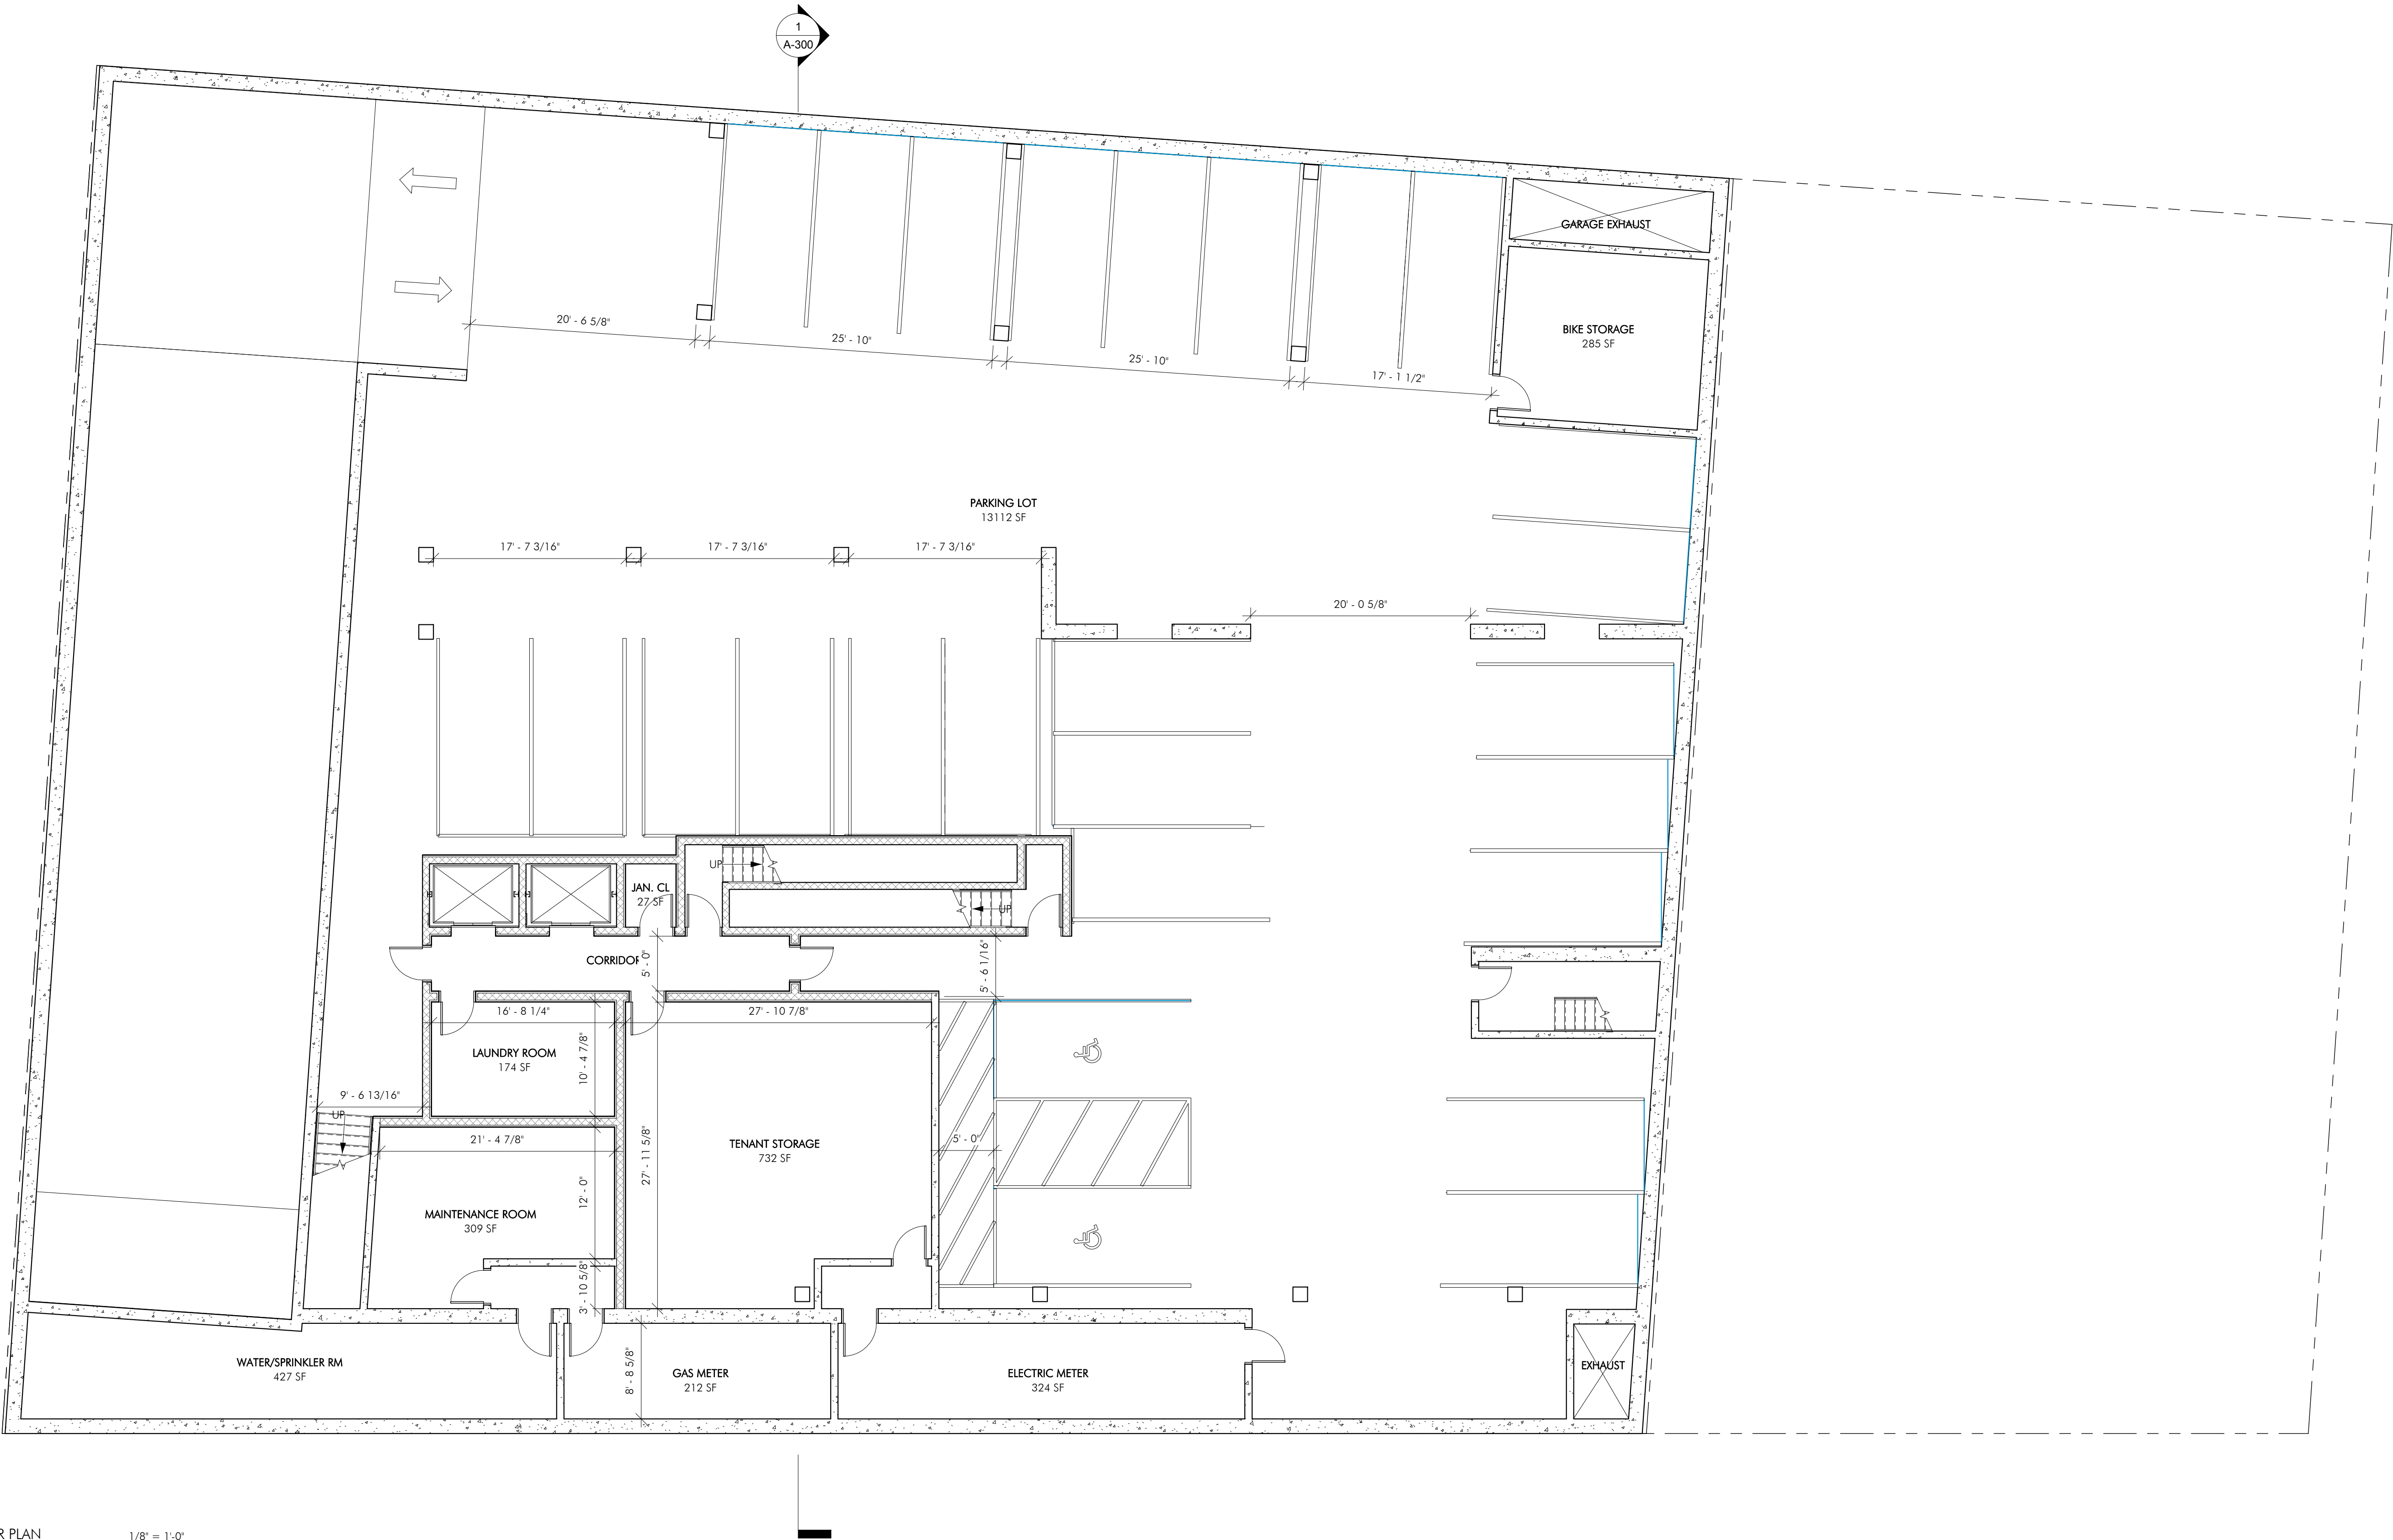 1
A-300
GARAGE EXHAUST
BIKE STORAGE
285 SF
20' - 6 5/8"
25' - 10"
25' - 10"
17' - 1 1/2"
PARKING LOT
13112 SF
17' - 7 3/16"
17' - 7 3/16"
17' - 7 3/16"
20' - 0 5/8"
UP
JAN. CL
27 SF
UP
CORRIDOR
5' - 0"
5' - 6 1/16"
16' - 8 1/4"
27' - 10 7/8"
LAUNDRY ROOM
174 SF
10' - 4 7/8"
9' - 6 13/16"
UP
21' - 4 7/8"
TENANT STORAGE
732 SF
5' - 0"
27' - 11 5/8"
12' - 0"
MAINTENANCE ROOM
309 SF
3' - 10 5/8"
WATER/SPRINKLER RM
427 SF
8' - 8 5/8"
GAS METER
212 SF
ELECTRIC METER
324 SF
EXHAUST
R PLAN
1/8" = 1'-0"